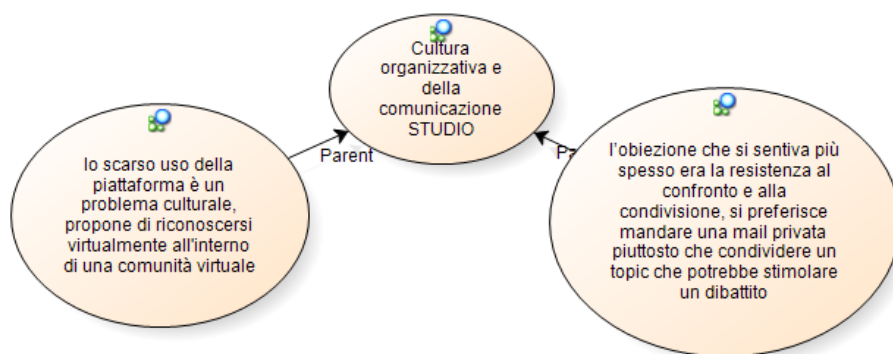 Cultura
organizzativa e
della
comunicazione
STUDIO
Parent
lo scarso uso della
piattaforma è un
problema culturale,
propone di riconoscersi
virtualmente all'interno
di una comunità virtuale
l'obiezione che si sentiva più
spesso era la resistenza al
confronto e alla
condivisione, si preferisce
mandare una mail privata
piuttosto che condividere un
topic che potrebbe stimolare
un dibattito